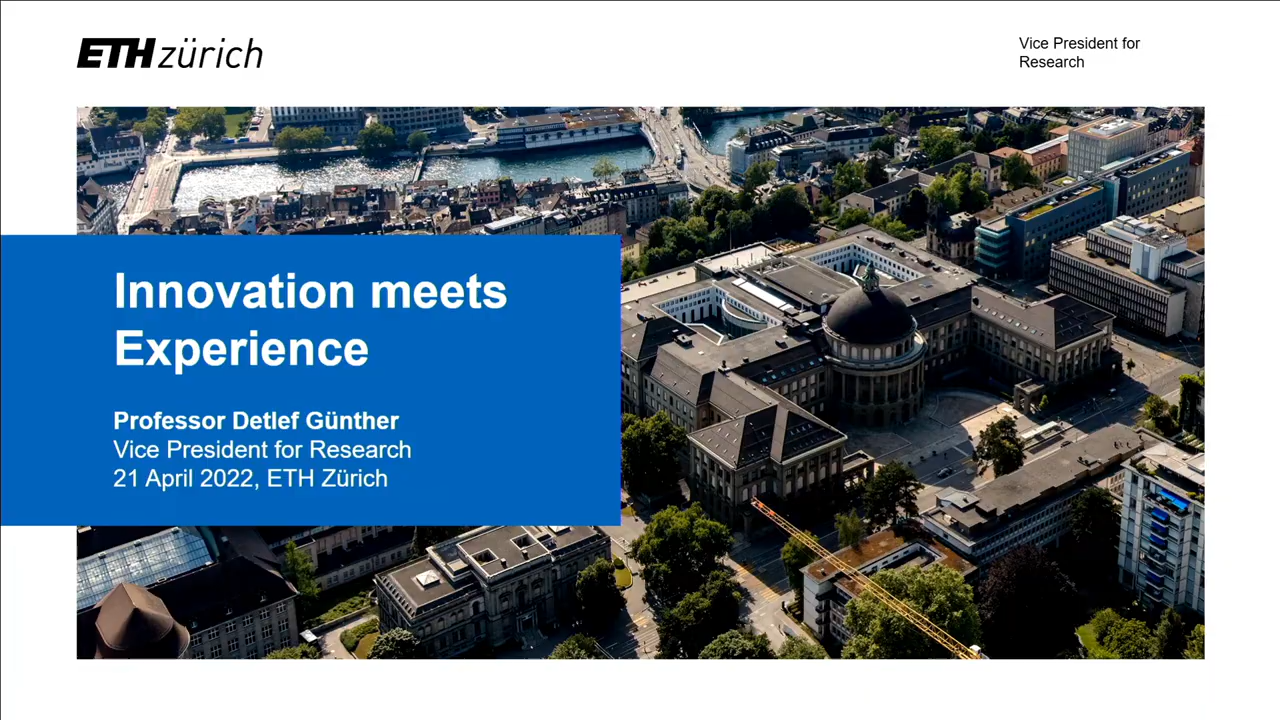 ETH zürich
Vice President for
Research
Innovation meets
Experience
Professor Detlef Günther
Vice President for Research
21 April 2022, ETH Zürich